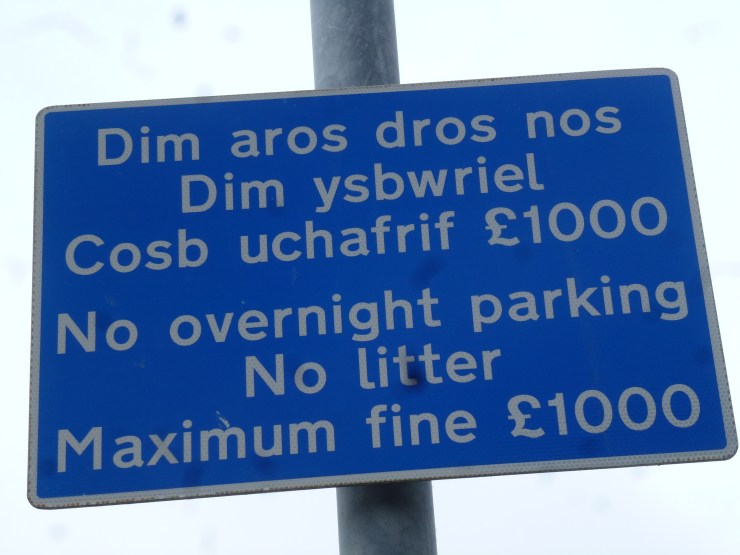 Dim aros dros nos
Dim ysbwriel
Cosb uchafrif £1000
No overnight parking
No litter
Maximum fine £1000